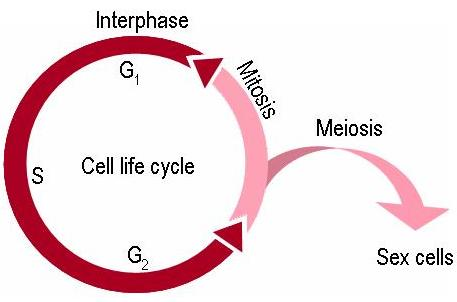 Interphase
G1
Mitosis
Meiosis
S
Cell life cycle
G2
Sex cells